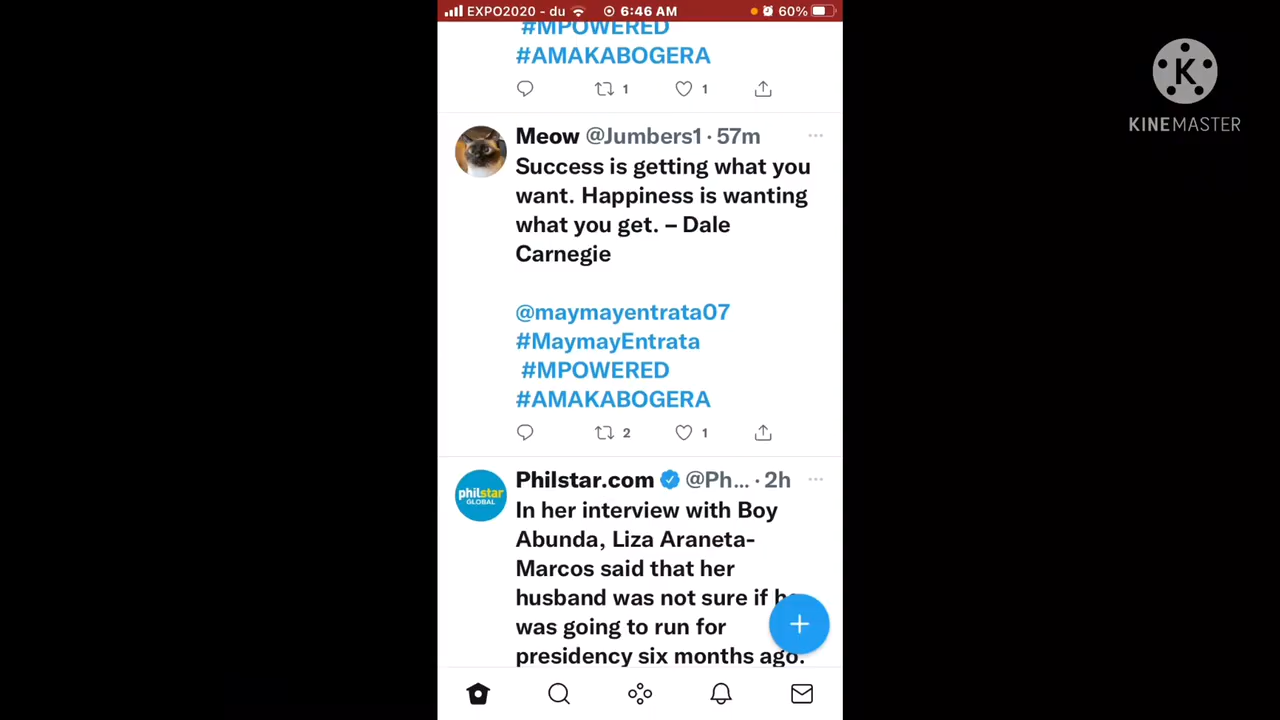 EXPO2020 - du 6:46 AM 60%
#MPOWERED
#AMAKABOGERA
1 1
Meow @Jumbers1 · 57m
Success is getting what you
want. Happiness is wanting
what you get. – Dale
Carnegie
@maymayentrata07
#MaymayEntrata
#MPOWERED
#AMAKABOGERA
2 1
philstar
GLOBAL
Philstar.com @Ph... · 2h
In her interview with Boy
Abunda, Liza Araneta-
Marcos said that her
husband was not sure if he
was going to run for
presidency six months ago.
K
KINEMASTER